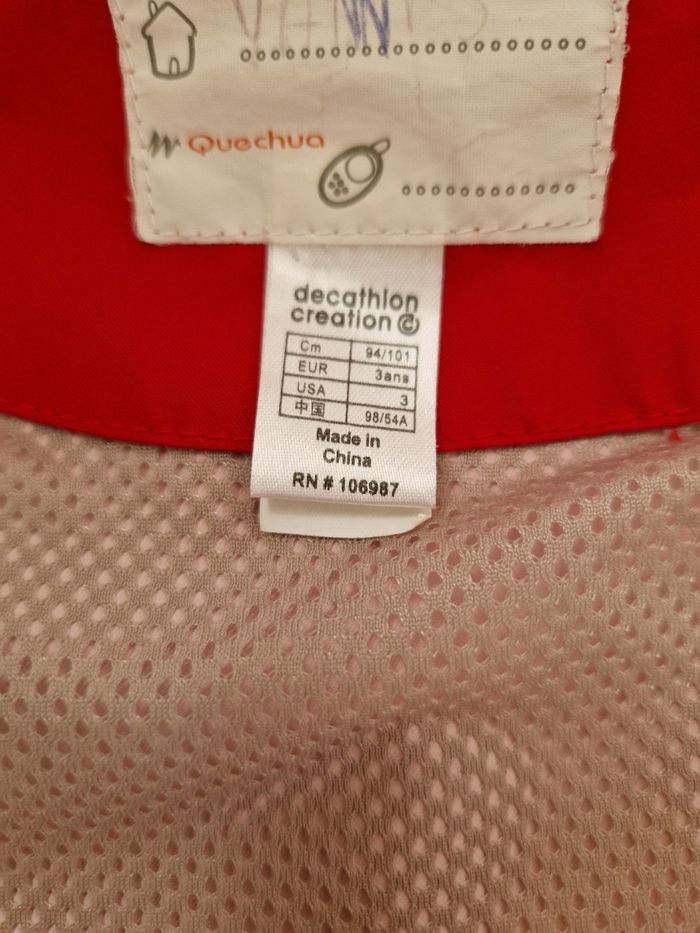 Quechua
decathlon
creation
Cm 94/101
EUR 3ans
USA 3
中国 98/54A
Made in
China
RN # 106987